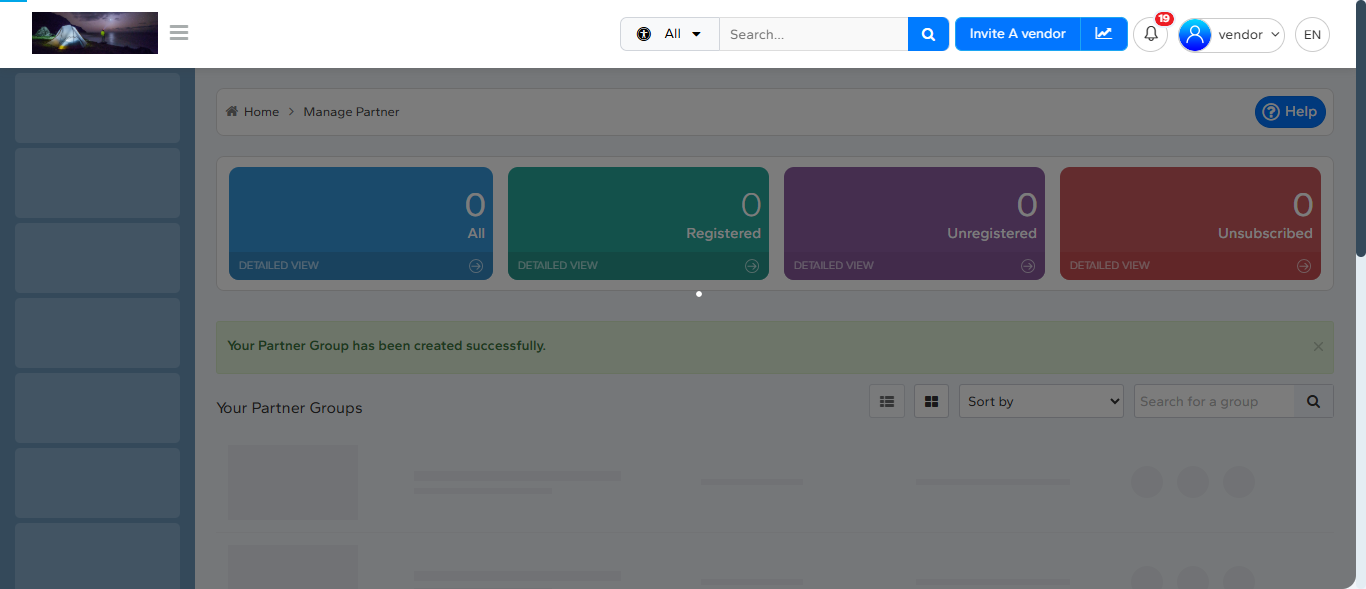 All
Search...
Invite A vendor
19
vendor
EN
Home
Manage Partner
Help
0
All
DETAILED VIEW
0
Registered
DETAILED VIEW
0
Unregistered
DETAILED VIEW
0
Unsubscribed
DETAILED VIEW
Your Partner Group has been created successfully.
×
Your Partner Groups
Sort by
Search for a group